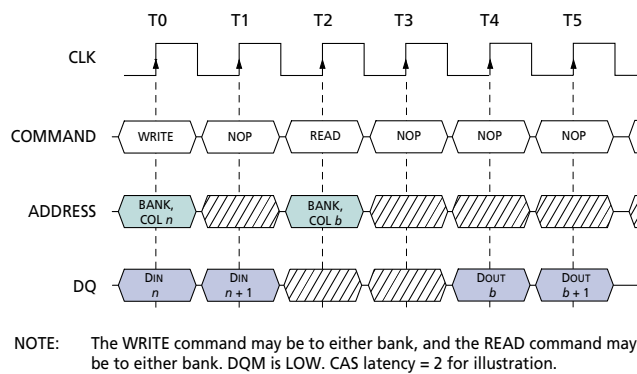 T0 T1 T2 T3 T4 T5
CLK
COMMAND WRITE NOP READ NOP NOP NOP
ADDRESS BANK, COL n BANK, COL b
DQ DIN n DIN n + 1 DOUT b DOUT b + 1
NOTE: The WRITE command may be to either bank, and the READ command may
be to either bank. DQM is LOW. CAS latency = 2 for illustration.